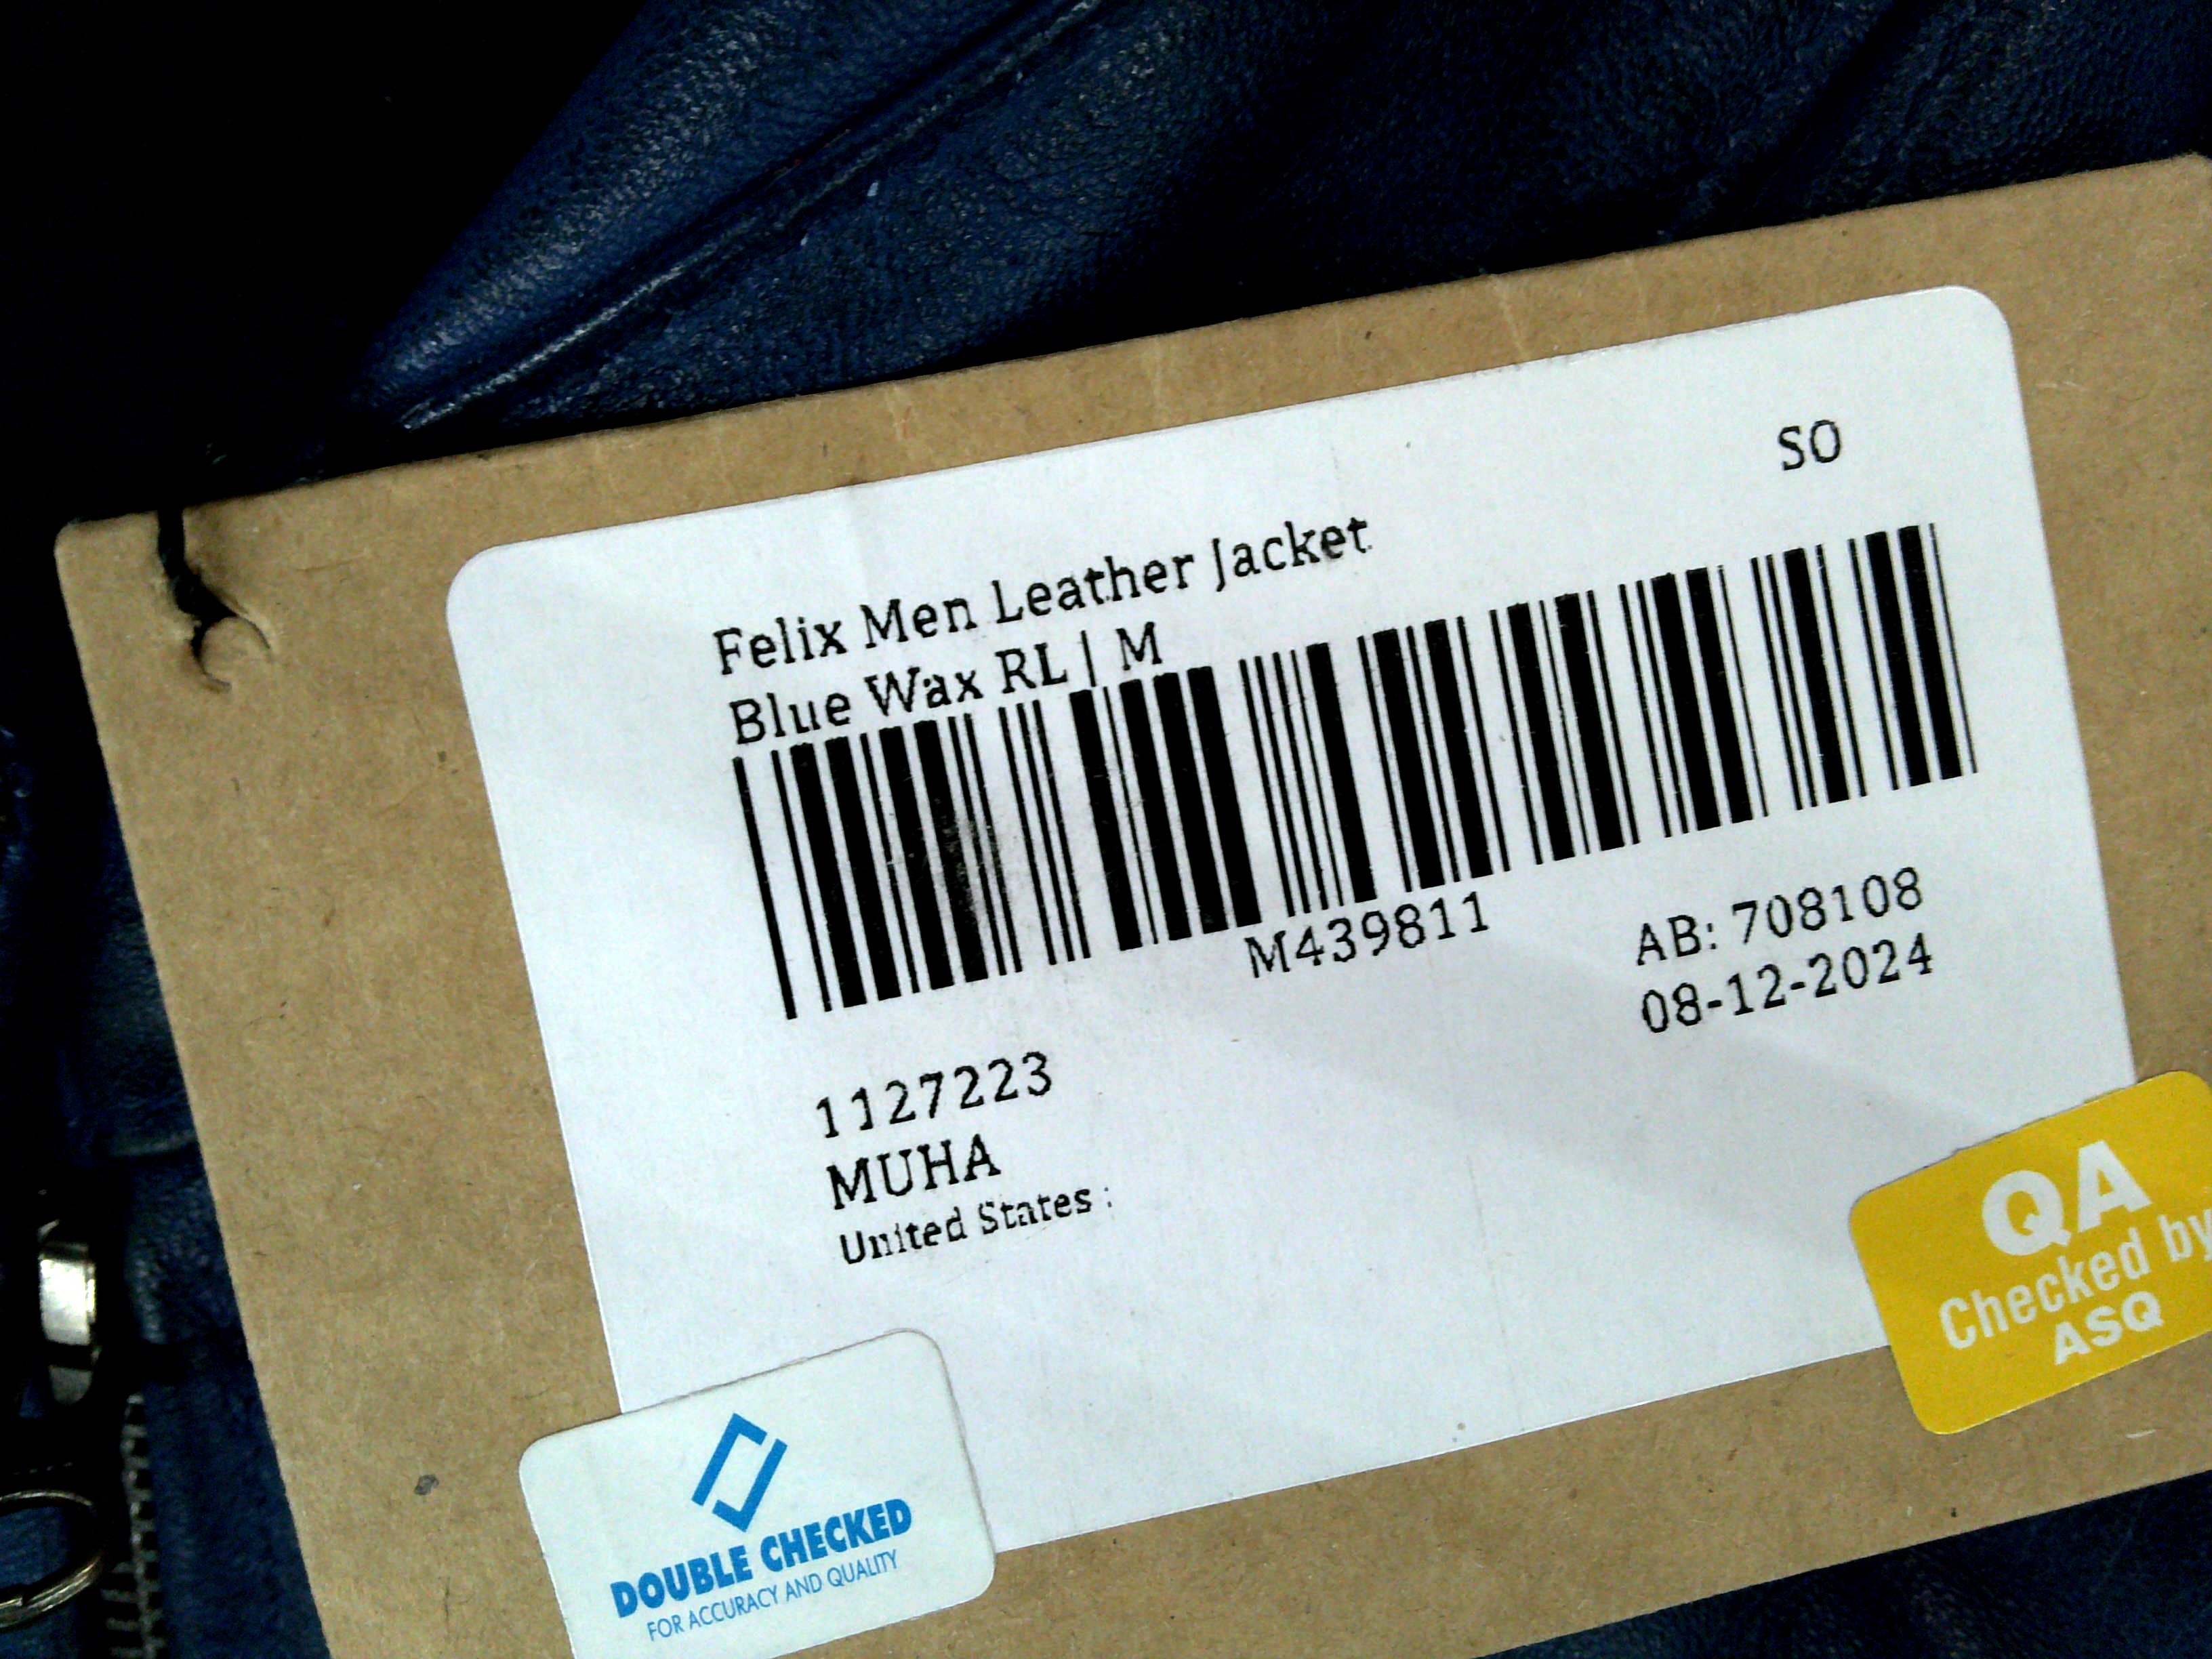 SO
Felix Men Leather Jacket
Blue Wax RL | M
M439811
AB: 708108
08-12-2024
1127223
MUHA
United States :
QA
Checked by
ASQ
DOUBLE CHECKED
FOR ACCURACY AND QUALITY